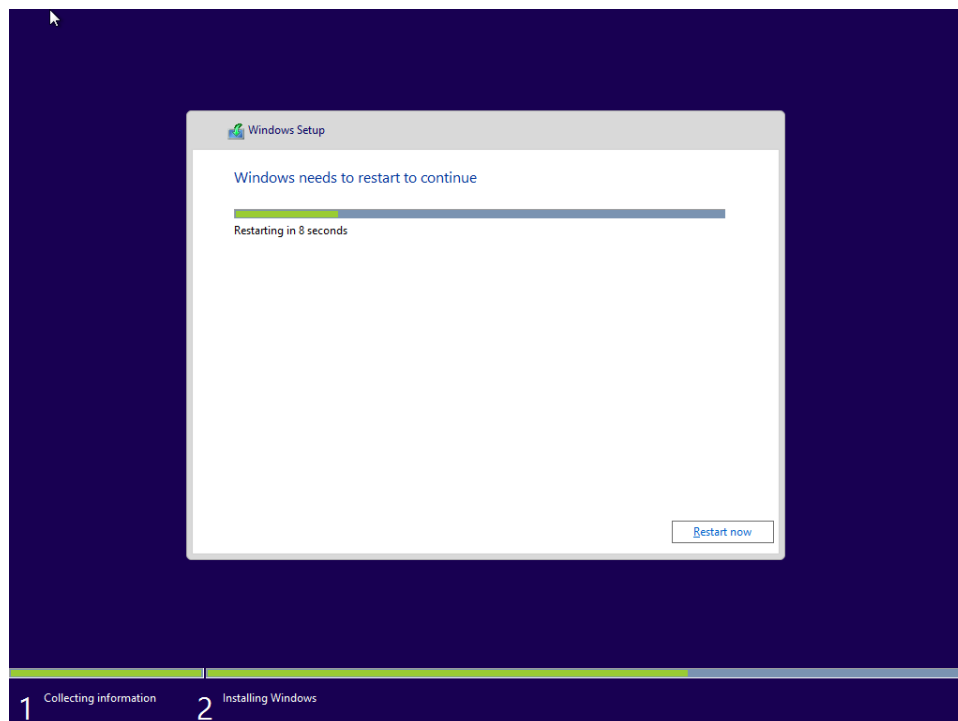 Windows Setup
Windows needs to restart to continue
Restarting in 8 seconds
Restart now
1 Collecting information
2 Installing Windows